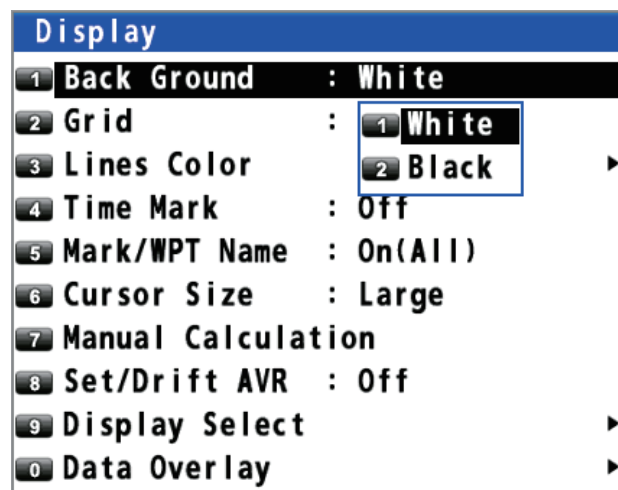 Display
1 Back Ground : White
2 Grid :
1 White
3 Lines Color
2 Black
4 Time Mark : Off
5 Mark/WPT Name : On(All)
6 Cursor Size : Large
7 Manual Calculation
8 Set/Drift AVR : Off
9 Display Select
0 Data Overlay